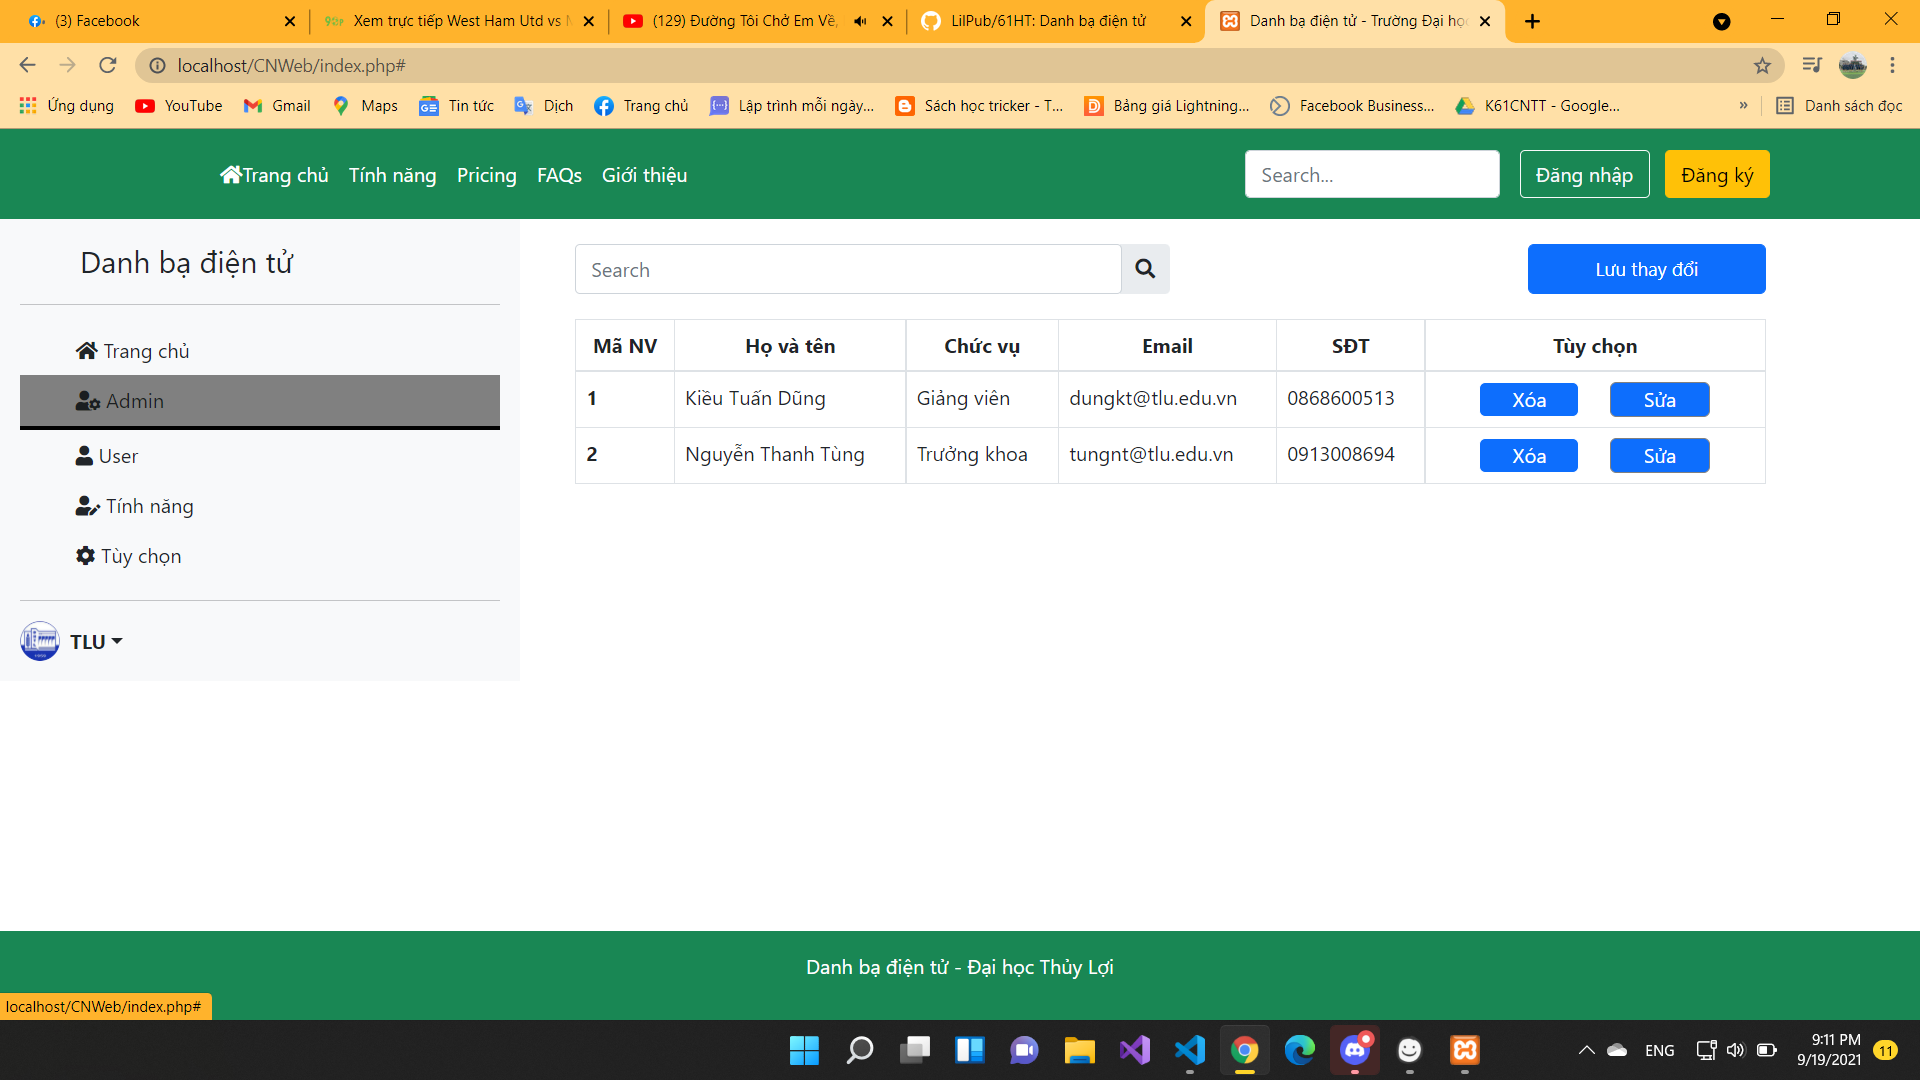 (3) Facebook
Xem trực tiếp West Ham Utd vs M
(129) Đường Tôi Chở Em Về,
LilPub/61HT: Danh bạ điện tử
Danh bạ điện tử - Trường Đại học
localhost/CNWeb/index.php#
Ứng dụng
YouTube
Gmail
Maps
Tin tức
Dịch
Trang chủ
Lập trình mỗi ngày...
Sách học tricker - T...
Bảng giá Lightning...
Facebook Business...
K61CNTT - Google...
»
Danh sách đọc
Trang chủ Tính năng Pricing FAQs Giới thiệu
Search...
Đăng nhập
Đăng ký
Danh bạ điện tử
Trang chủ
Admin
User
Tính năng
Tùy chọn
TLU
Search
Lưu thay đổi
Mã NV Họ và tên Chức vụ Email SĐT Tùy chọn
1 Kiều Tuấn Dũng Giảng viên dungkt@tlu.edu.vn 0868600513 Xóa Sửa
2 Nguyễn Thanh Tùng Trưởng khoa tungnt@tlu.edu.vn 0913008694 Xóa Sửa
Danh bạ điện tử - Đại học Thủy Lợi
localhost/CNWeb/index.php#
ENG
9:11 PM
9/19/2021
11